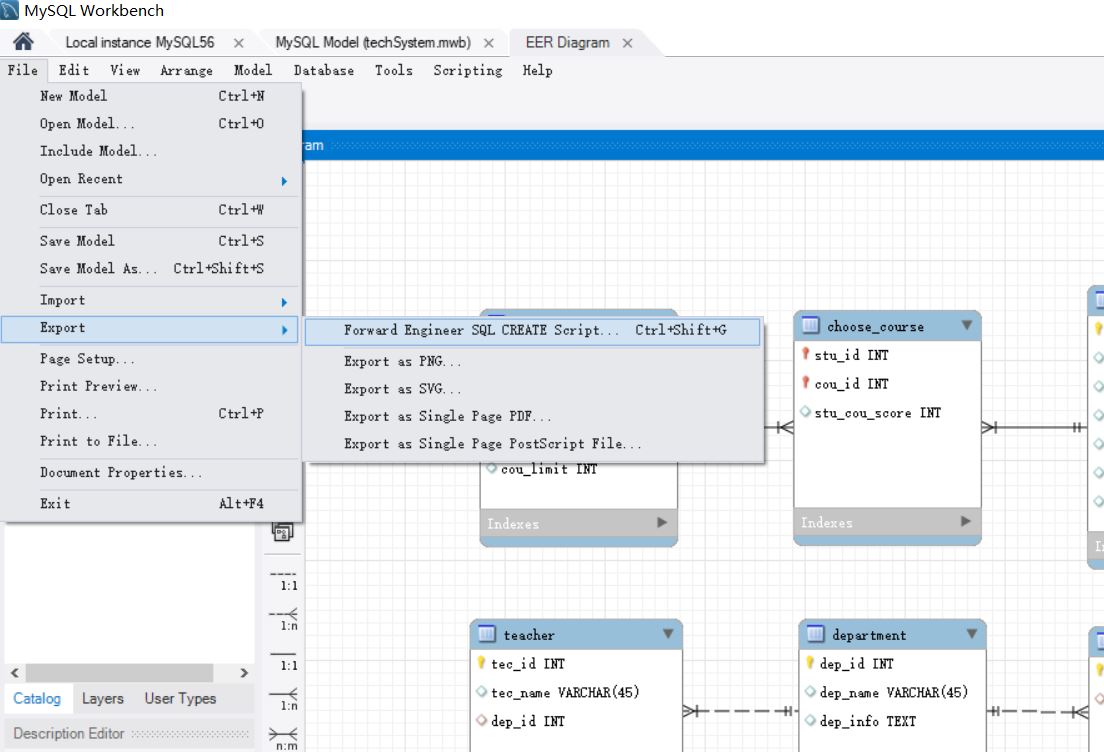 MySQL Workbench
Local instance MySQL56 × MySQL Model (techSystem.mwb) × EER Diagram ×
File Edit View Arrange Model Database Tools Scripting Help
New Model Ctrl+N
Open Model... Ctrl+O
Include Model...
Open Recent
Close Tab Ctrl+W
Save Model Ctrl+S
Save Model As... Ctrl+Shift+S
Import
Export
Page Setup...
Print Preview...
Print... Ctrl+P
Print to File...
Document Properties...
Exit Alt+F4
Forward Engineer SQL CREATE Script... Ctrl+Shift+G
Export as PNG...
Export as SVG...
Export as Single Page PDF...
Export as Single Page PostScript File...
ram
cou_limit INT
Indexes
choose_course
stu_id INT
cou_id INT
stu_cou_score INT
Indexes
teacher
tec_id INT
tec_name VARCHAR(45)
dep_id INT
department
dep_id INT
dep_name VARCHAR(45)
dep_info TEXT
1:1
1:n
1:1
1:n
n:m
Catalog Layers User Types
Description Editor